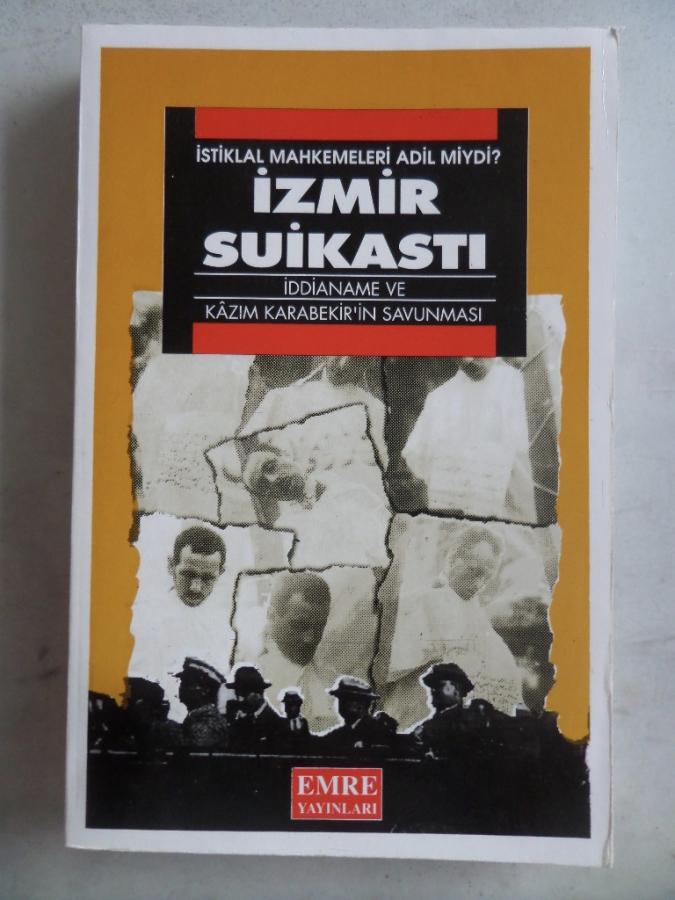 İSTİKLAL MAHKEMELERİ ADİL MİYDİ?
İZMİR
SUİKASTI
İDDİANAME VE
KÂZIM KARABEKİR'İN SAVUNMASI
EMRE
YAYINLARI